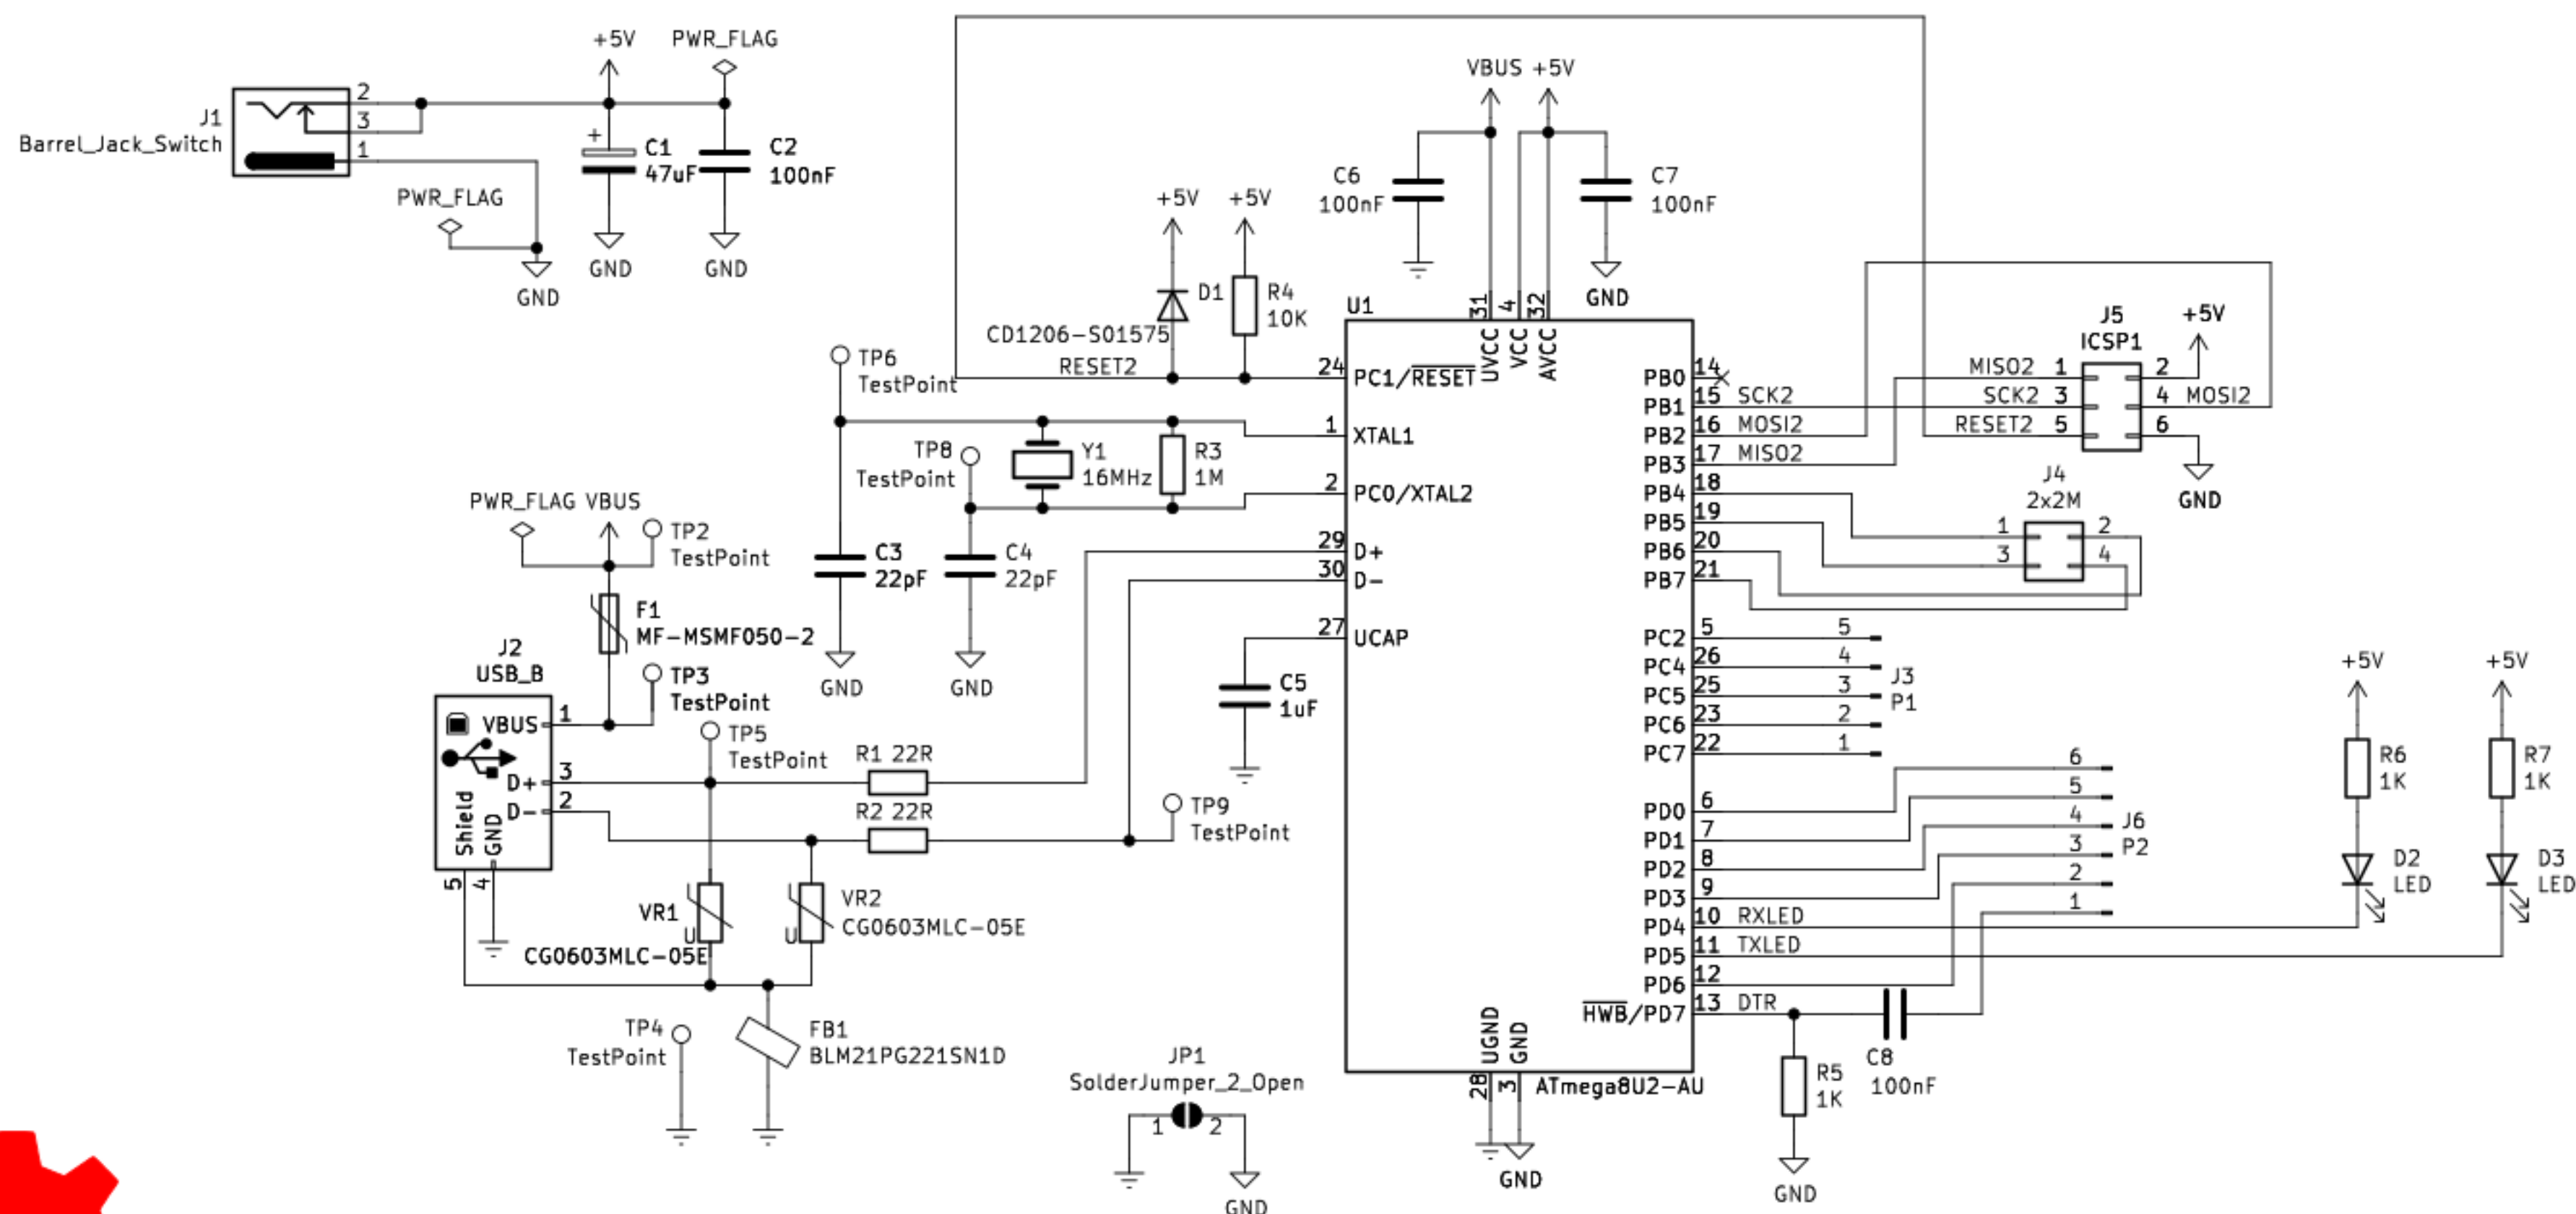 +5V
PWR_FLAG
J1
Barrel_Jack_Switch
2
3
1
+
C1
47uF
C2
100nF
PWR_FLAG
GND
GND
GND
VBUS
+5V
C6
100nF
C7
100nF
GND
+5V
+5V
D1
CD1206-S01575
R4
10K
RESET2
TP6
TestPoint
TP8
TestPoint
Y1
16MHz
R3
1M
C3
22pF
C4
22pF
GND
GND
PWR_FLAG
VBUS
TP2
TestPoint
F1
MF-MSMF050-2
J2
USB_B
TP3
TestPoint
VBUS
1
D+
3
D-
2
Shield
GND
5
4
TP5
TestPoint
R1 22R
R2 22R
TP9
TestPoint
VR1
U
CG0603MLC-05E
VR2
U
CG0603MLC-05E
TP4
TestPoint
FB1
BLM21PG221SN1D
C5
1uF
JP1
SolderJumper_2_Open
1
2
GND
U1
31
4
32
UVCC
VCC
AVCC
24
PC1/RESET
1
XTAL1
2
PC0/XTAL2
29
D+
30
D-
27
UCAP
PB0
14
PB1
15
SCK2
PB2
16
MOSI2
PB3
17
MISO2
PB4
18
PB5
19
PB6
20
PB7
21
PC2
5
PC4
26
PC5
25
PC6
23
PC7
22
PD0
6
PD1
7
PD2
8
PD3
9
PD4
10
RXLED
PD5
11
TXLED
PD6
12
HWB/PD7
13
DTR
UGND
GND
28
3
ATmega8U2-AU
GND
J5
ICSP1
+5V
MISO2
1
2
SCK2
3
4
MOSI2
RESET2
5
6
GND
J4
2x2M
1
2
3
4
5
4
3
2
1
J3
P1
6
5
4
3
2
1
J6
P2
C8
100nF
R5
1K
GND
+5V
+5V
R6
1K
R7
1K
D2
LED
D3
LED